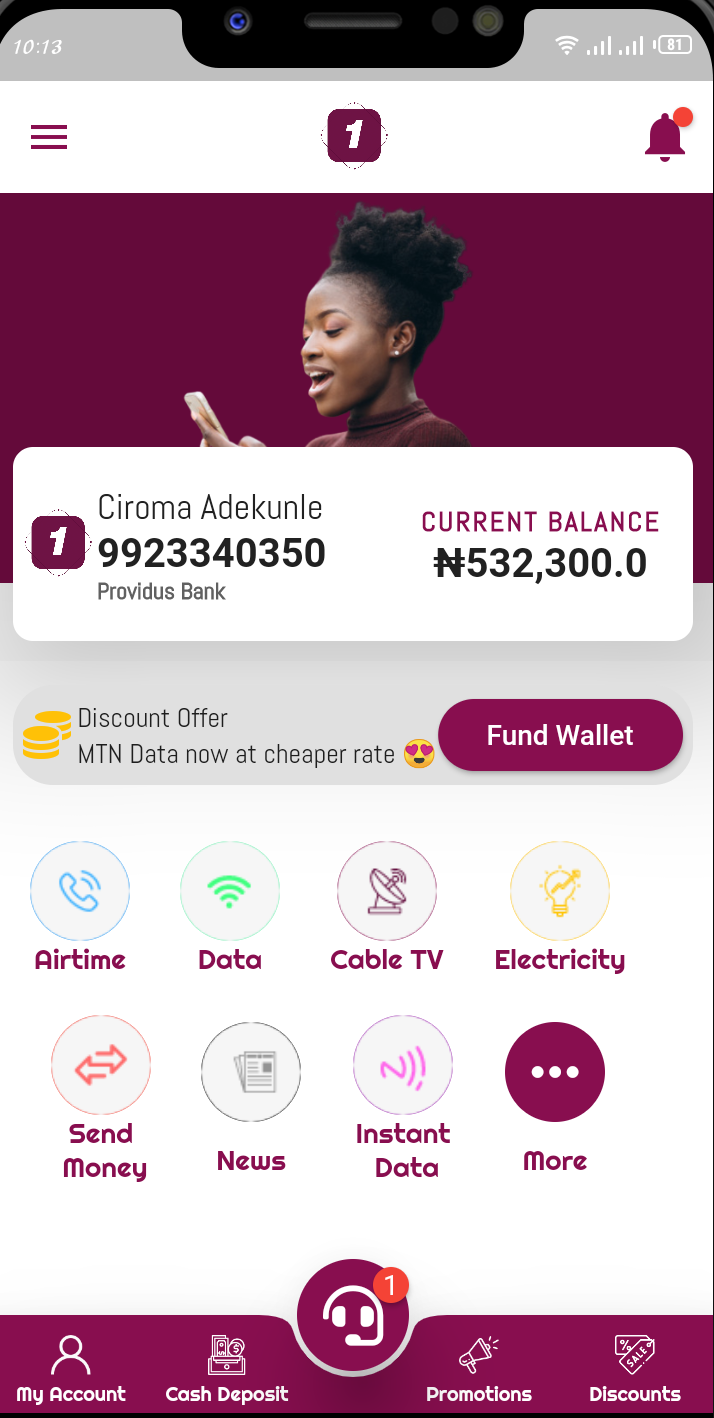 10:13
81
1
Ciroma Adekunle
9923340350
Providus Bank
1
CURRENT BALANCE
₦532,300.0
Discount Offer
MTN Data now at cheaper rate 😍
Fund Wallet
Airtime
Data
Cable TV
Electricity
Send
Money
News
Instant
Data
More
1
My Account
Cash Deposit
Promotions
%
SALE
Discounts